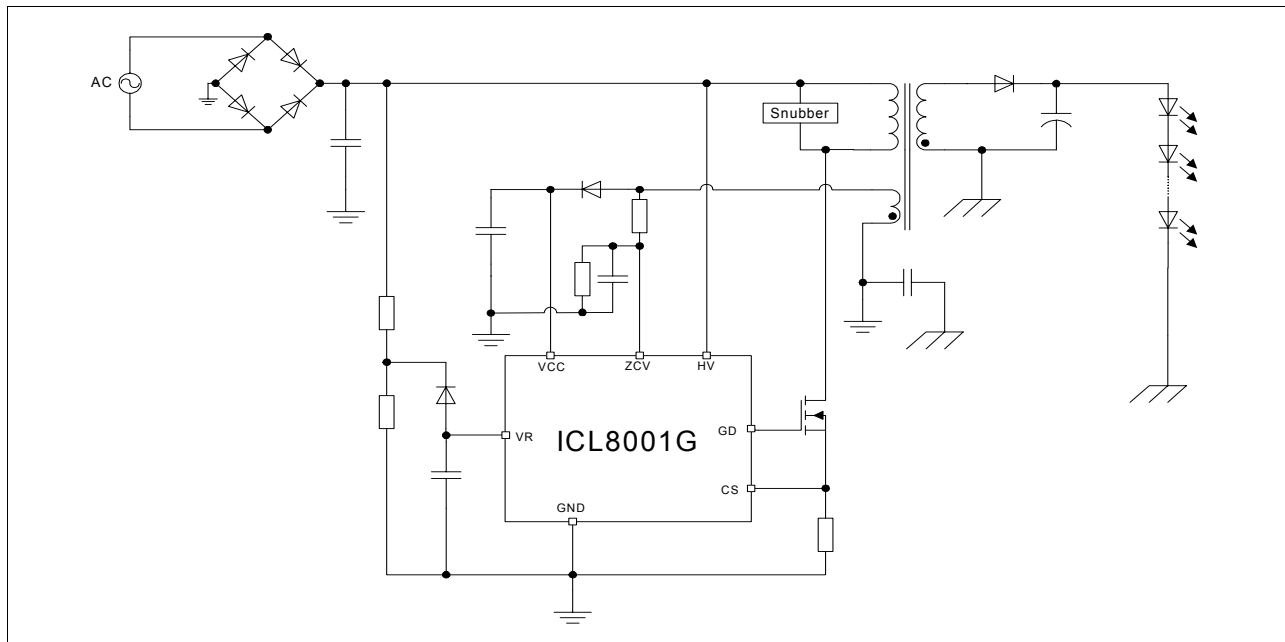 AC
Snubber
VCC
ZCV
HV
VR
ICL8001G
GD
CS
GND